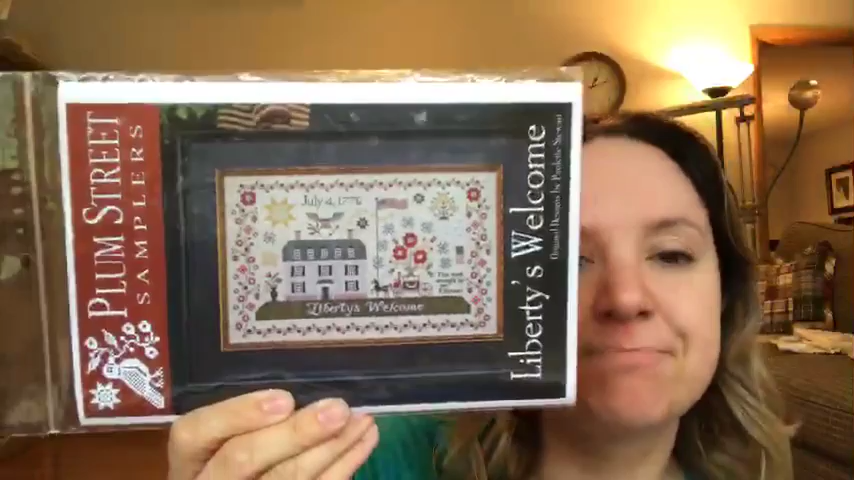 PLUM STREET
SAMPLERS
Liberty's Welcome
Original Designs by Paulette Stewart
July 4, 1776
Liberty's Welcome